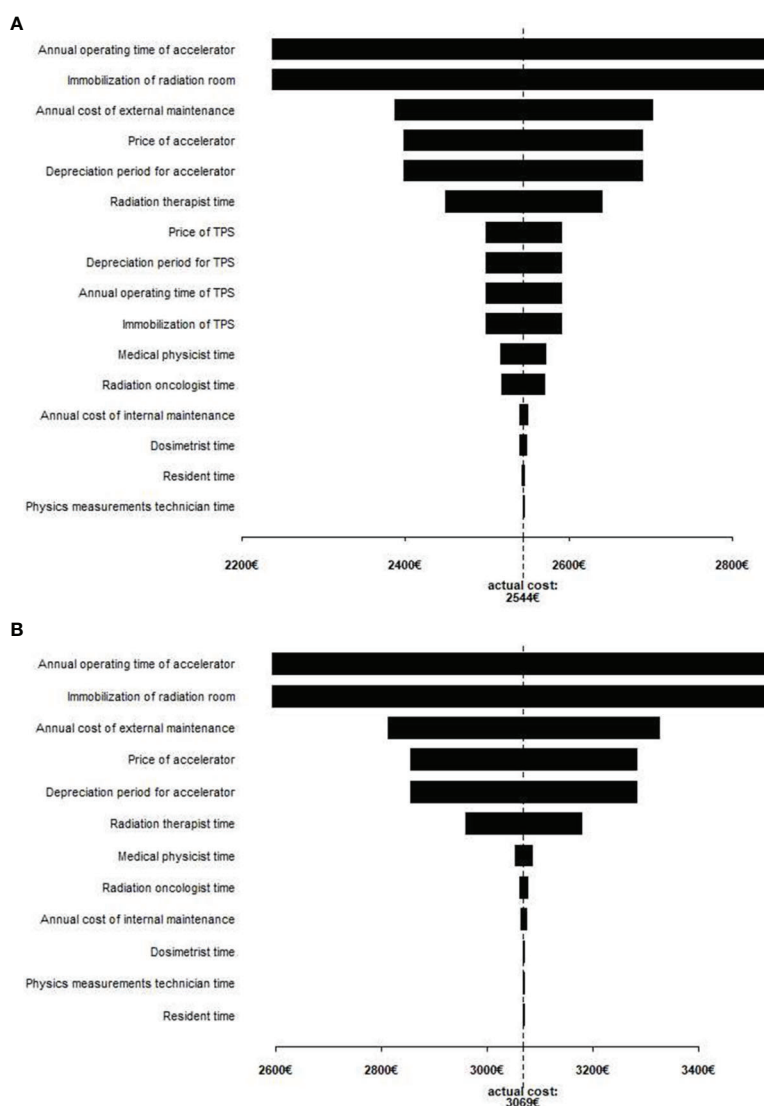 A
Annual operating time of accelerator
Immobilization of radiation room
Annual cost of external maintenance
Price of accelerator
Depreciation period for accelerator
Radiation therapist time
Price of TPS
Depreciation period for TPS
Annual operating time of TPS
Immobilization of TPS
Medical physicist time
Radiation oncologist time
Annual cost of internal maintenance
Dosimetrist time
Resident time
Physics measurements technician time
2200€ 2400€ 2600€ 2800€
actual cost:
2544€
B
Annual operating time of accelerator
Immobilization of radiation room
Annual cost of external maintenance
Price of accelerator
Depreciation period for accelerator
Radiation therapist time
Medical physicist time
Radiation oncologist time
Annual cost of internal maintenance
Dosimetrist time
Physics measurements technician time
Resident time
2600€ 2800€ 3000€ 3200€ 3400€
actual cost:
3069€